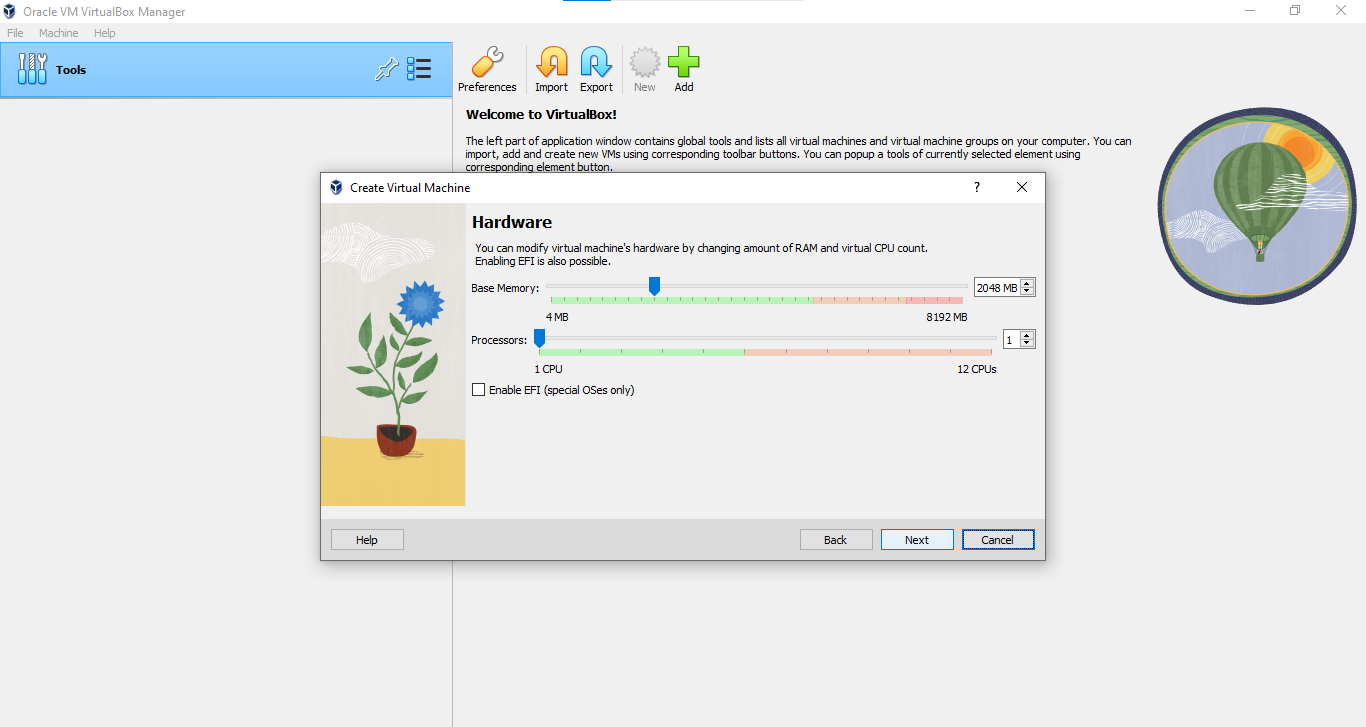 Oracle VM VirtualBox Manager
File Machine Help
Tools
Preferences Import Export New Add
Welcome to VirtualBox!
The left part of application window contains global tools and lists all virtual machines and virtual machine groups on your computer. You can
import, add and create new VMs using corresponding toolbar buttons. You can popup a tools of currently selected element using
corresponding element button.
Create Virtual Machine
?
Hardware
You can modify virtual machine's hardware by changing amount of RAM and virtual CPU count.
Enabling EFI is also possible.
Base Memory: 2048 MB
4 MB 8192 MB
Processors: 1
1 CPU 12 CPUs
Enable EFI (special OSes only)
Help Back Next Cancel